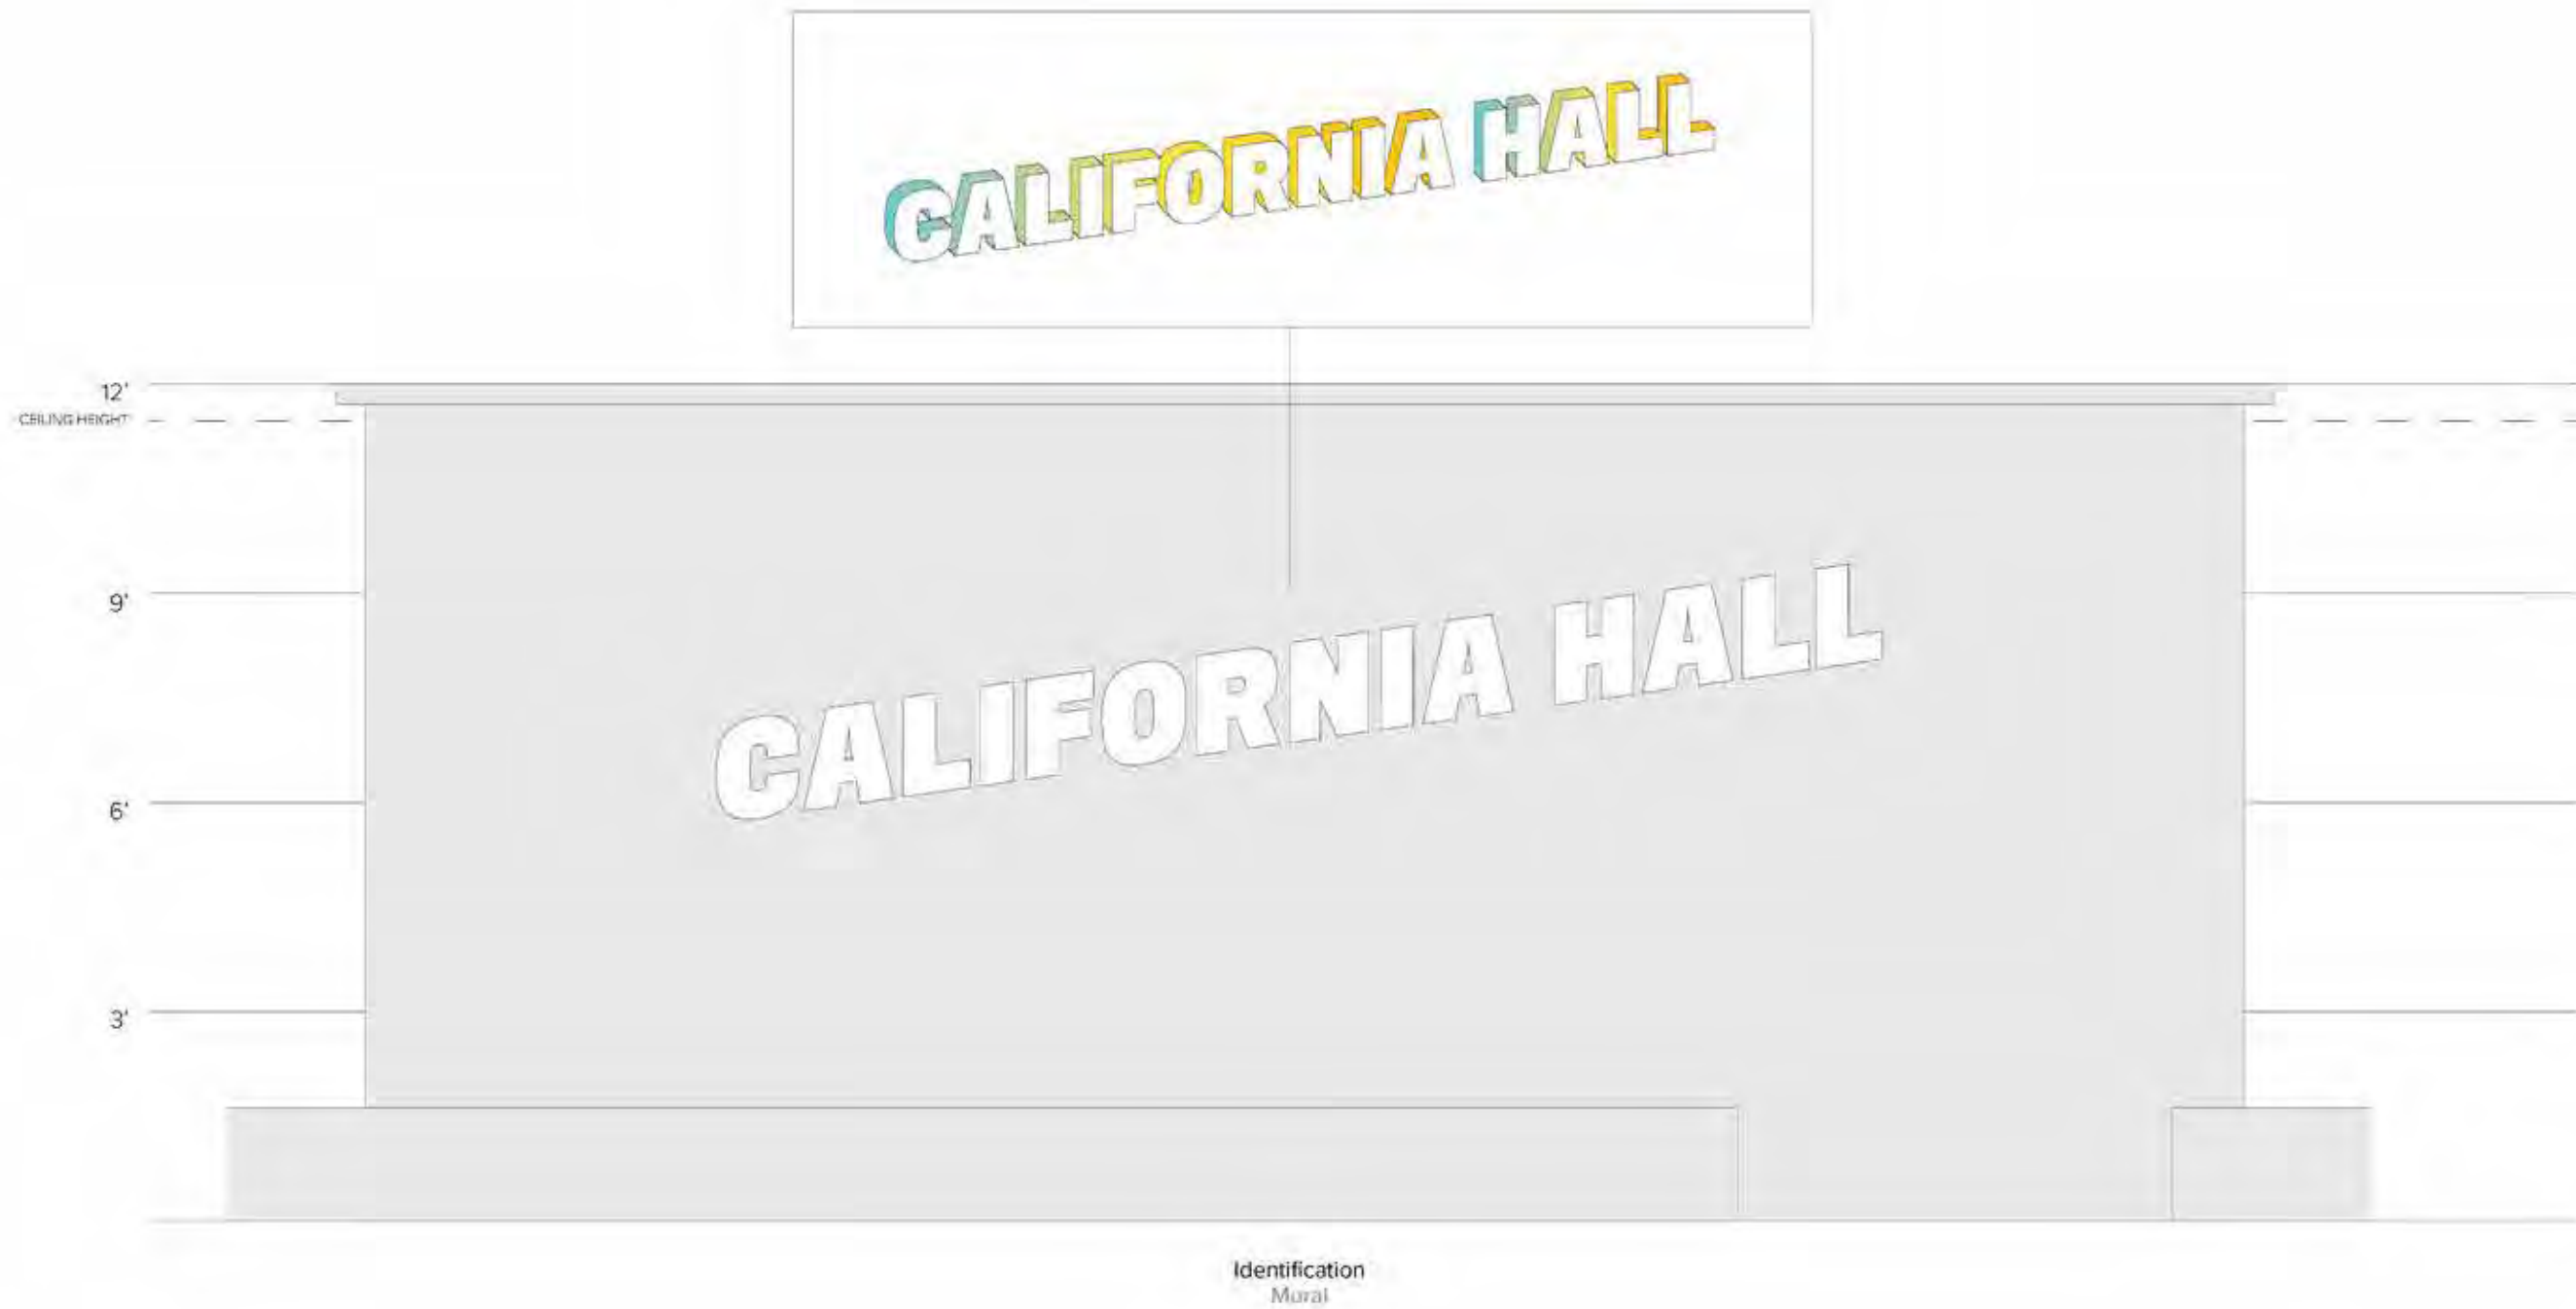 CALIFORNIA HALL
12'
CEILING HEIGHT
9'
CALIFORNIA HALL
6'
3'
Identification
Mural